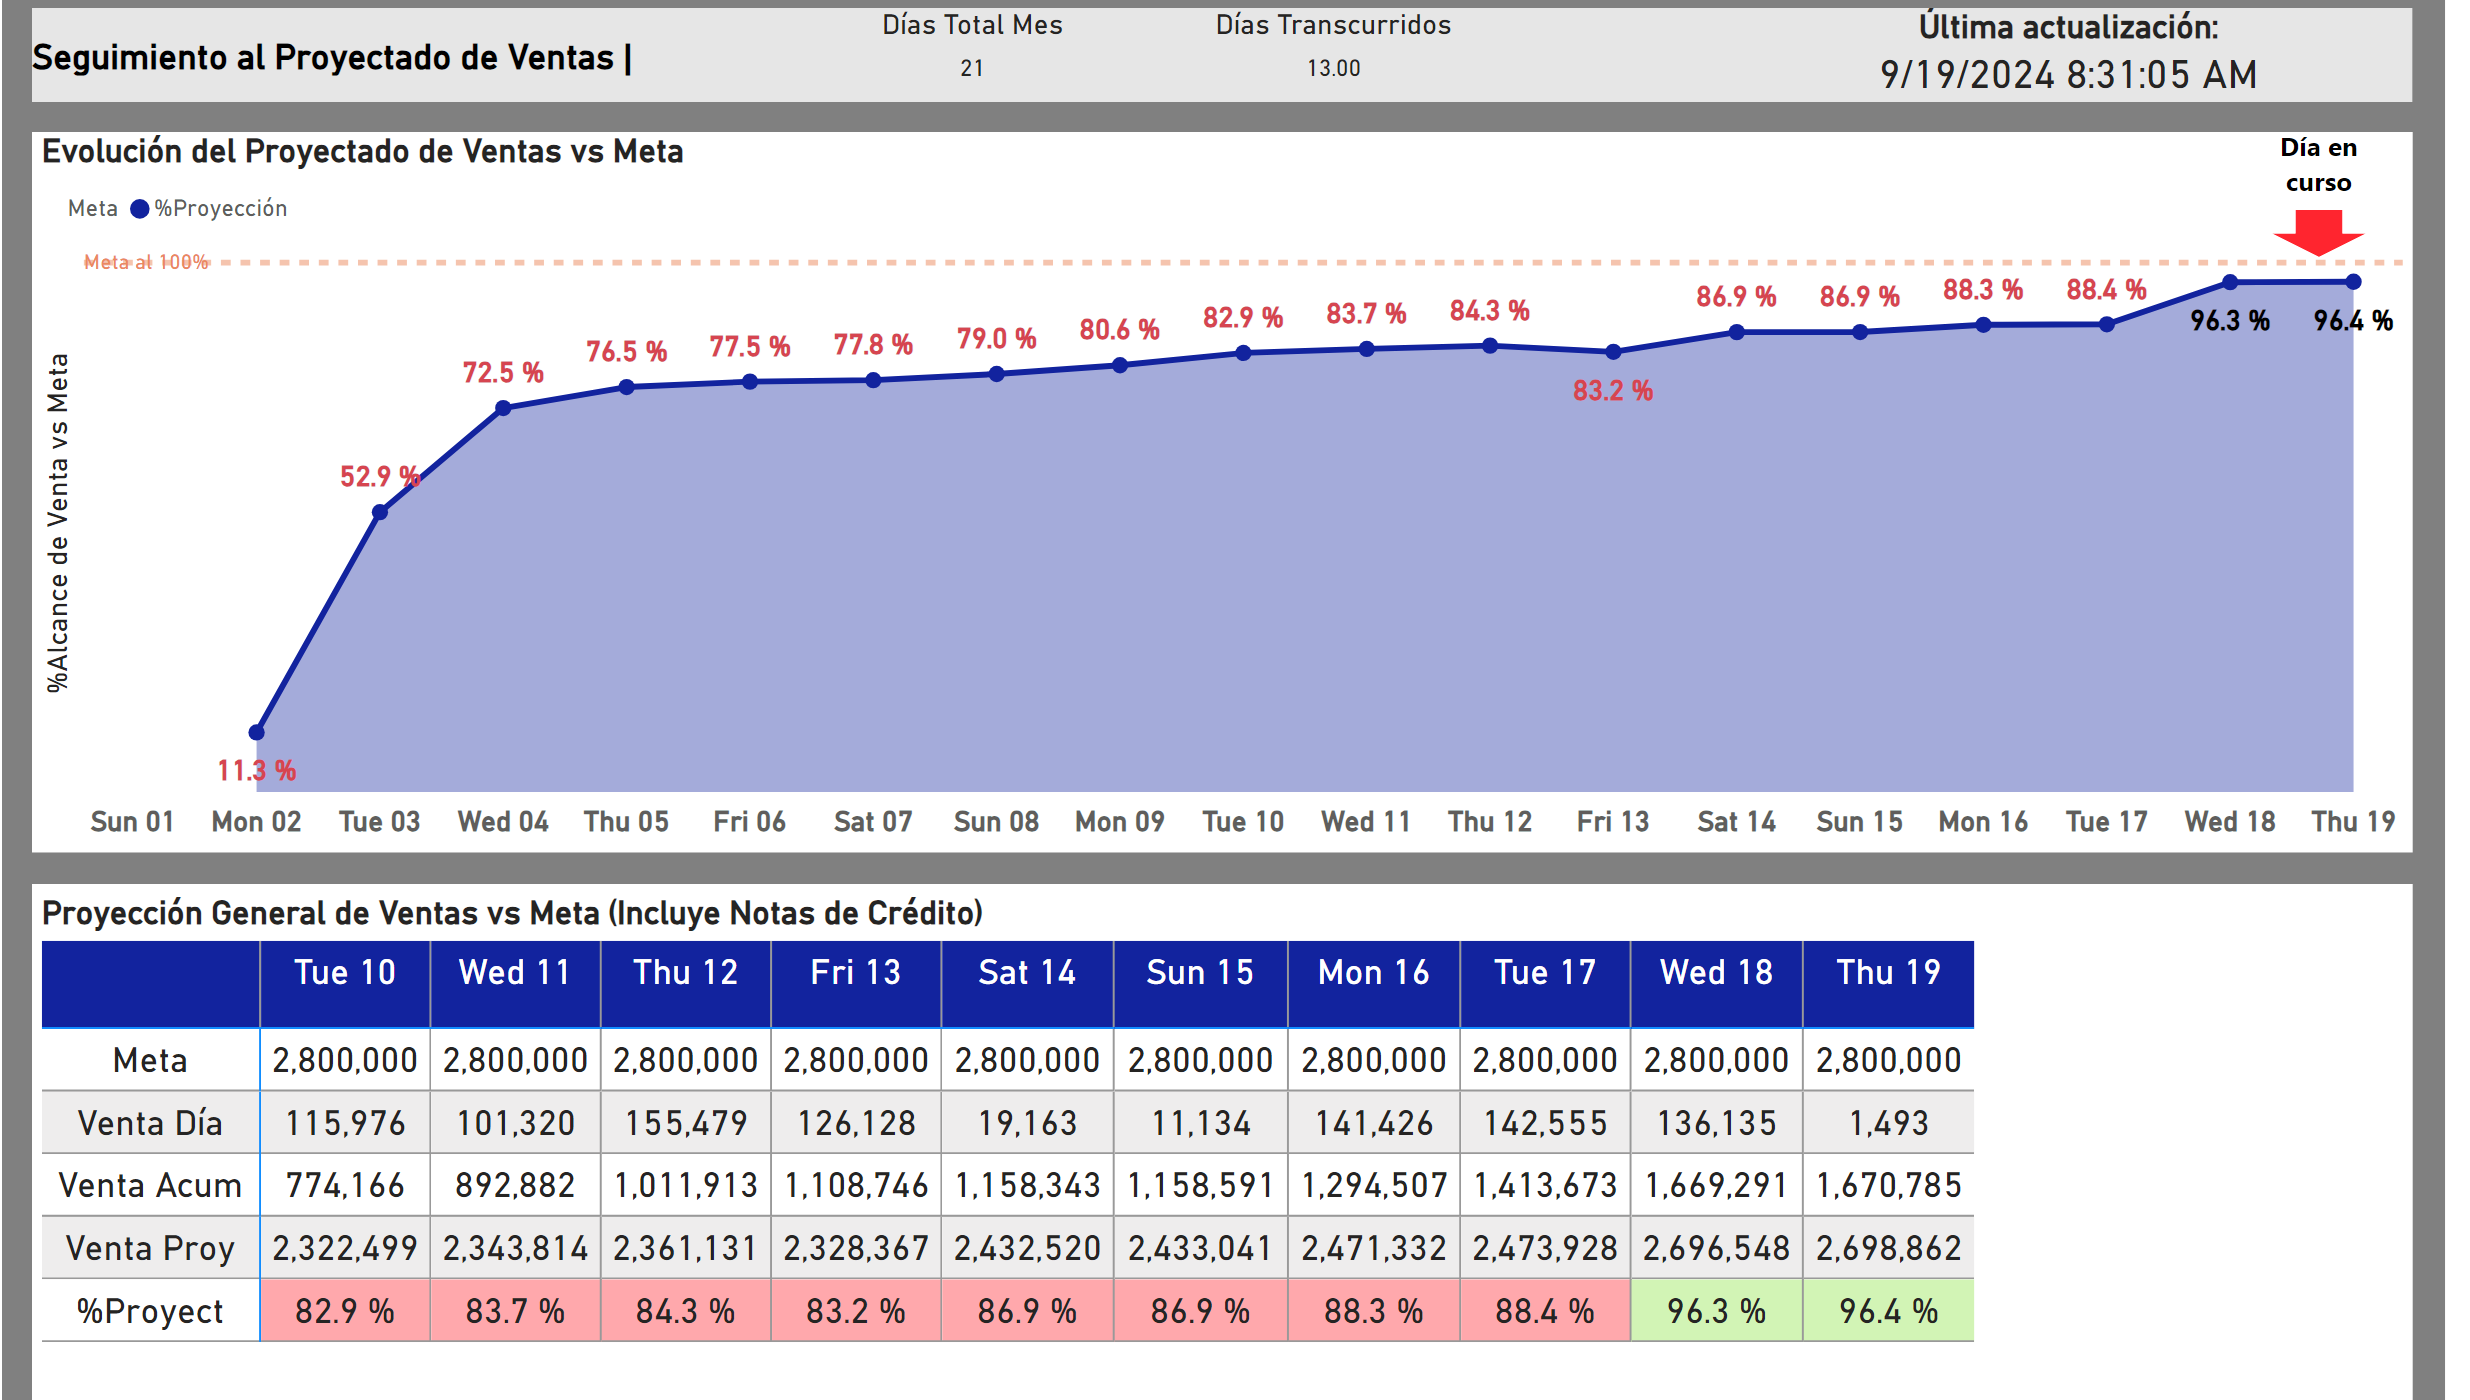 Seguimiento al Proyectado de Ventas |
Días Total Mes
21
Días Transcurridos
13.00
Última actualización:
9/19/2024 8:31:05 AM
Evolución del Proyectado de Ventas vs Meta
Día en
curso
Meta %Proyección
Meta al 100%
%Alcance de Venta vs Meta
11.3 %
52.9 %
72.5 %
76.5 %
77.5 %
77.8 %
79.0 %
80.6 %
82.9 %
83.7 %
84.3 %
83.2 %
86.9 %
86.9 %
88.3 %
88.4 %
96.3 %
96.4 %
Sun 01 Mon 02 Tue 03 Wed 04 Thu 05 Fri 06 Sat 07 Sun 08 Mon 09 Tue 10 Wed 11 Thu 12 Fri 13 Sat 14 Sun 15 Mon 16 Tue 17 Wed 18 Thu 19
Proyección General de Ventas vs Meta (Incluye Notas de Crédito)
Tue 10 Wed 11 Thu 12 Fri 13 Sat 14 Sun 15 Mon 16 Tue 17 Wed 18 Thu 19
Meta 2,800,000 2,800,000 2,800,000 2,800,000 2,800,000 2,800,000 2,800,000 2,800,000 2,800,000 2,800,000
Venta Día 115,976 101,320 155,479 126,128 19,163 11,134 141,426 142,555 136,135 1,493
Venta Acum 774,166 892,882 1,011,913 1,108,746 1,158,343 1,158,591 1,294,507 1,413,673 1,669,291 1,670,785
Venta Proy 2,322,499 2,343,814 2,361,131 2,328,367 2,432,520 2,433,041 2,471,332 2,473,928 2,696,548 2,698,862
%Proyect 82.9 % 83.7 % 84.3 % 83.2 % 86.9 % 86.9 % 88.3 % 88.4 % 96.3 % 96.4 %